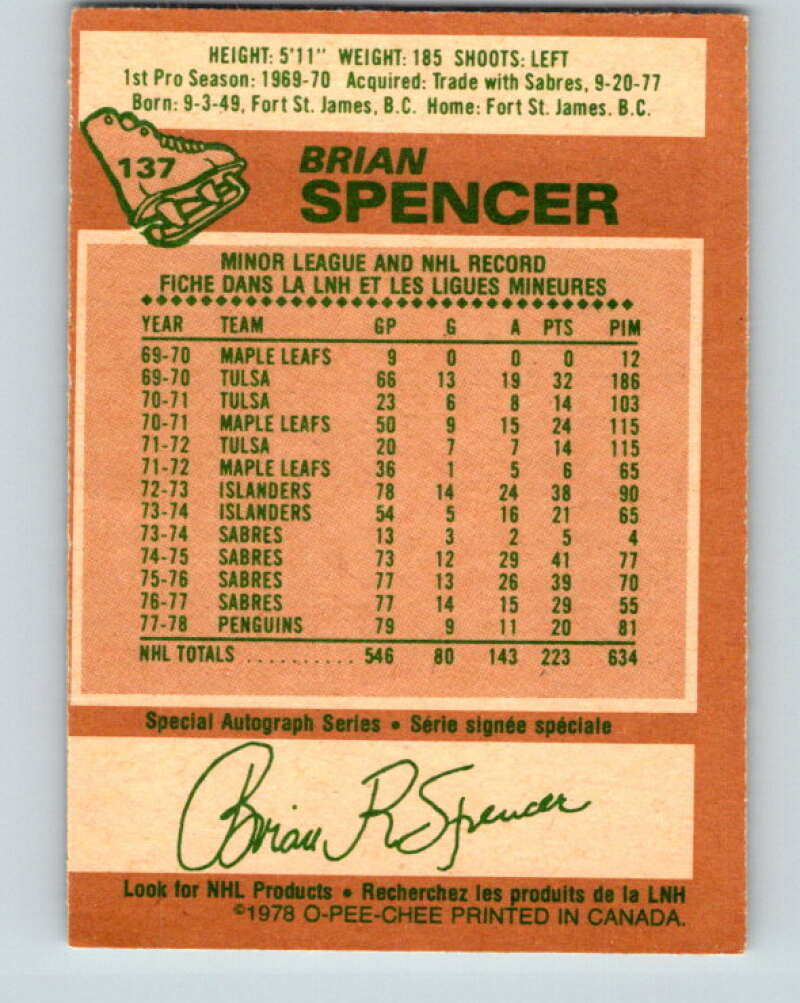 HEIGHT: 5'11" WEIGHT: 185 SHOOTS: LEFT
1st Pro Season: 1969-70 Acquired: Trade with Sabres, 9-20-77
Born: 9-3-49, Fort St. James, B.C. Home: Fort St. James. B.C.
137
BRIAN
SPENCER
MINOR LEAGUE AND NHL RECORD
FICHE DANS LA LNH ET LES LIGUES MINEURES
YEAR TEAM GP G A PTS PIM
69-70 MAPLE LEAFS 9 0 0 0 12
69-70 TULSA 66 13 19 32 186
70-71 TULSA 23 6 8 14 103
70-71 MAPLE LEAFS 50 9 15 24 115
71-72 TULSA 20 7 7 14 115
71-72 MAPLE LEAFS 36 1 5 6 65
72-73 ISLANDERS 78 14 24 38 90
73-74 ISLANDERS 54 5 16 21 65
73-74 SABRES 13 3 2 5 4
74-75 SABRES 73 12 29 41 77
75-76 SABRES 77 13 26 39 70
76-77 SABRES 77 14 15 29 55
77-78 PENGUINS 79 9 11 20 81
NHL TOTALS .......... 546 80 143 223 634
Special Autograph Series • Série signée spéciale
Brian R Spencer
Look for NHL Products • Recherchez les produits de la LNH
©1978 O-PEE-CHEE PRINTED IN CANADA.